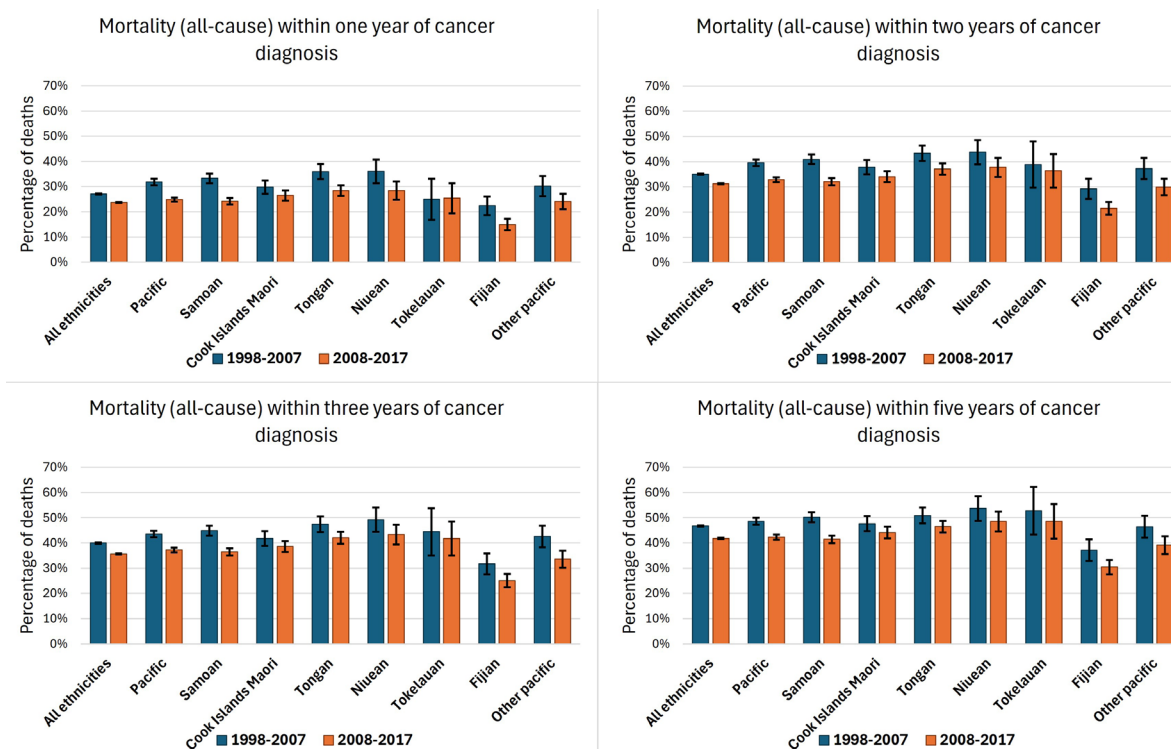 Mortality (all-cause) within one year of cancer
diagnosis
Percentage of deaths
70%
60%
50%
40%
30%
20%
10%
0%
All ethnicities
Pacific
Samoan
Cook Islands Maori
Tongan
Niuean
Tokelauan
Fijian
Other pacific
1998-2007 2008-2017
Mortality (all-cause) within two years of cancer
diagnosis
Percentage of deaths
70%
60%
50%
40%
30%
20%
10%
0%
All ethnicities
Pacific
Samoan
Cook Islands Maori
Tongan
Niuean
Tokelauan
Fijian
Other pacific
1998-2007 2008-2017
Mortality (all-cause) within three years of cancer
diagnosis
Percentage of deaths
70%
60%
50%
40%
30%
20%
10%
0%
All ethnicities
Pacific
Samoan
Cook Islands Maori
Tongan
Niuean
Tokelauan
Fijian
Other pacific
1998-2007 2008-2017
Mortality (all-cause) within five years of cancer
diagnosis
Percentage of deaths
70%
60%
50%
40%
30%
20%
10%
0%
All ethnicities
Pacific
Samoan
Cook Islands Maori
Tongan
Niuean
Tokelauan
Fijian
Other pacific
1998-2007 2008-2017